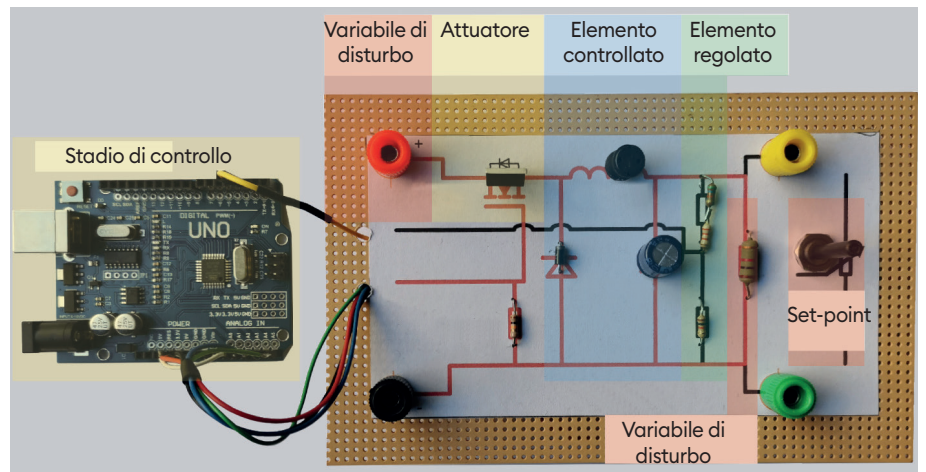 Variabile di
disturbo
Attuatore
Elemento
controllato
Elemento
regolato
Stadio di controllo
+
DIGITAL PWM~)
UNO
POWER
ANALOG IN
Set-point
Variabile di
disturbo